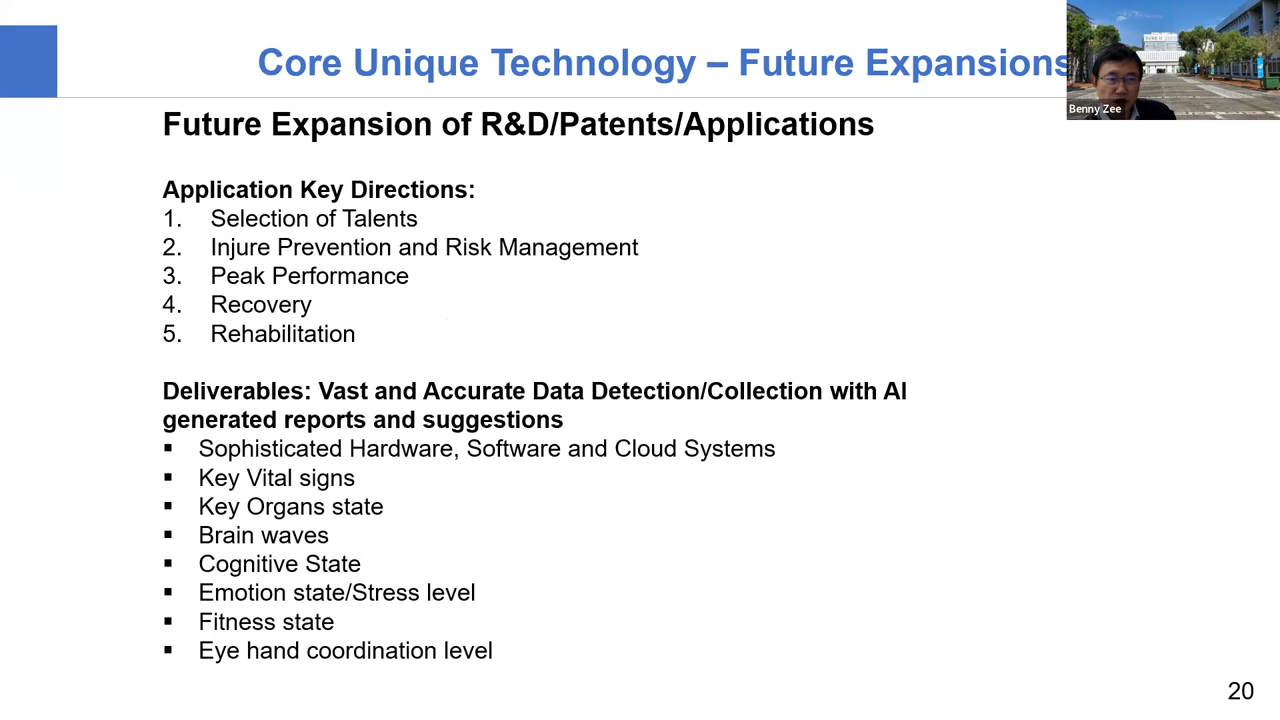 Core Unique Technology – Future Expansions
Benny Zee
Future Expansion of R&D/Patents/Applications
Application Key Directions:
1. Selection of Talents
2. Injure Prevention and Risk Management
3. Peak Performance
4. Recovery
5. Rehabilitation
Deliverables: Vast and Accurate Data Detection/Collection with AI
generated reports and suggestions
▪ Sophisticated Hardware, Software and Cloud Systems
▪ Key Vital signs
▪ Key Organs state
▪ Brain waves
▪ Cognitive State
▪ Emotion state/Stress level
▪ Fitness state
▪ Eye hand coordination level
20